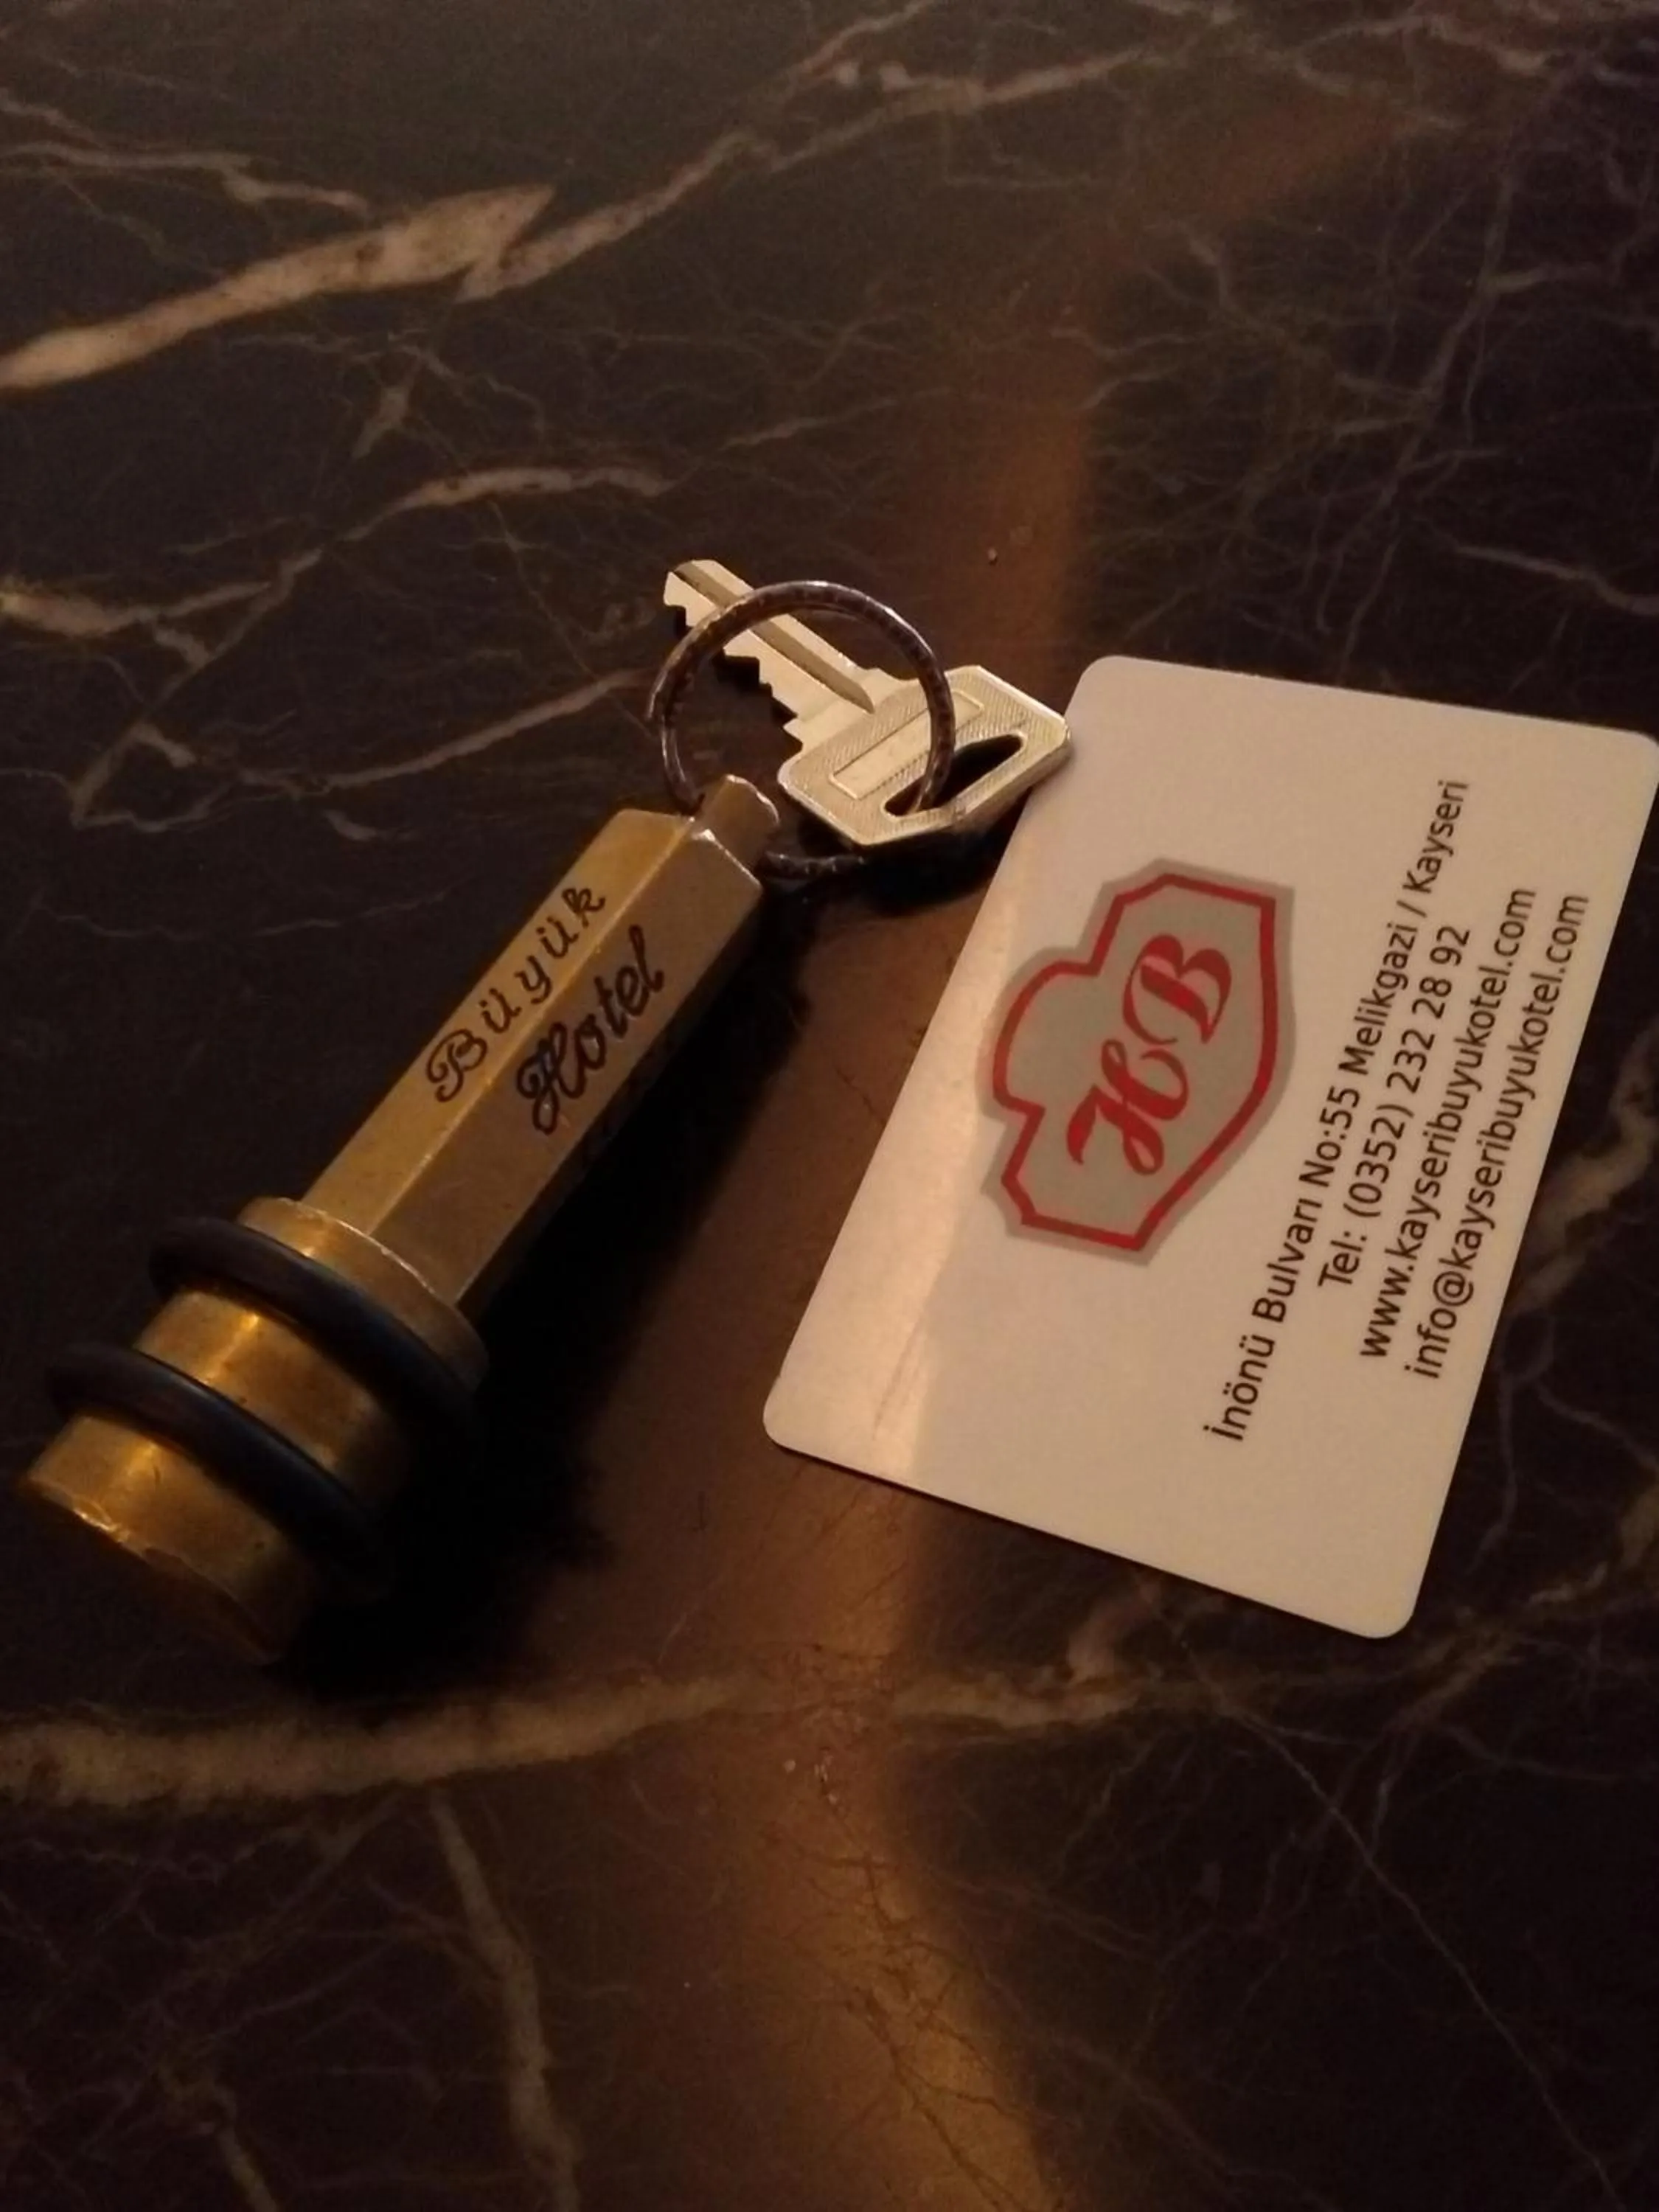 Büyük
Hotel
HB
İnönü Bulvarı No:55 Melikgazi / Kayseri
Tel: (0352) 232 28 92
www.kayseribuyukotel.com
info@kayseribuyukotel.com